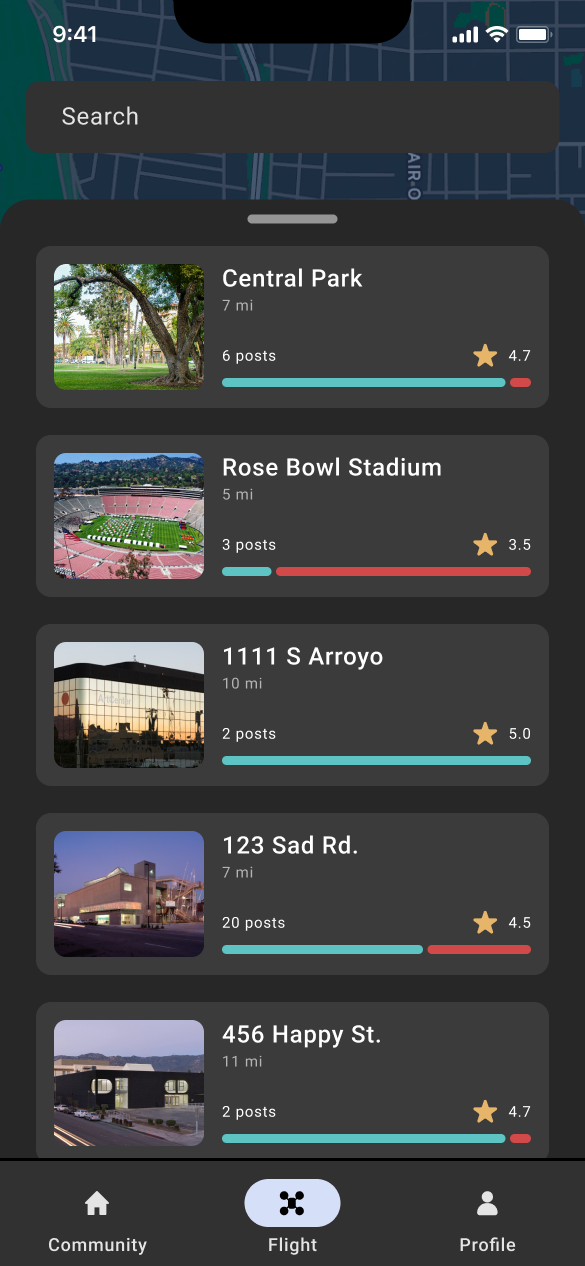 9:41
Search
AIR-O
Central Park
7 mi
6 posts
4.7
Rose Bowl Stadium
5 mi
3 posts
3.5
1111 S Arroyo
10 mi
2 posts
5.0
123 Sad Rd.
7 mi
20 posts
4.5
456 Happy St.
11 mi
2 posts
4.7
Community
Flight
Profile